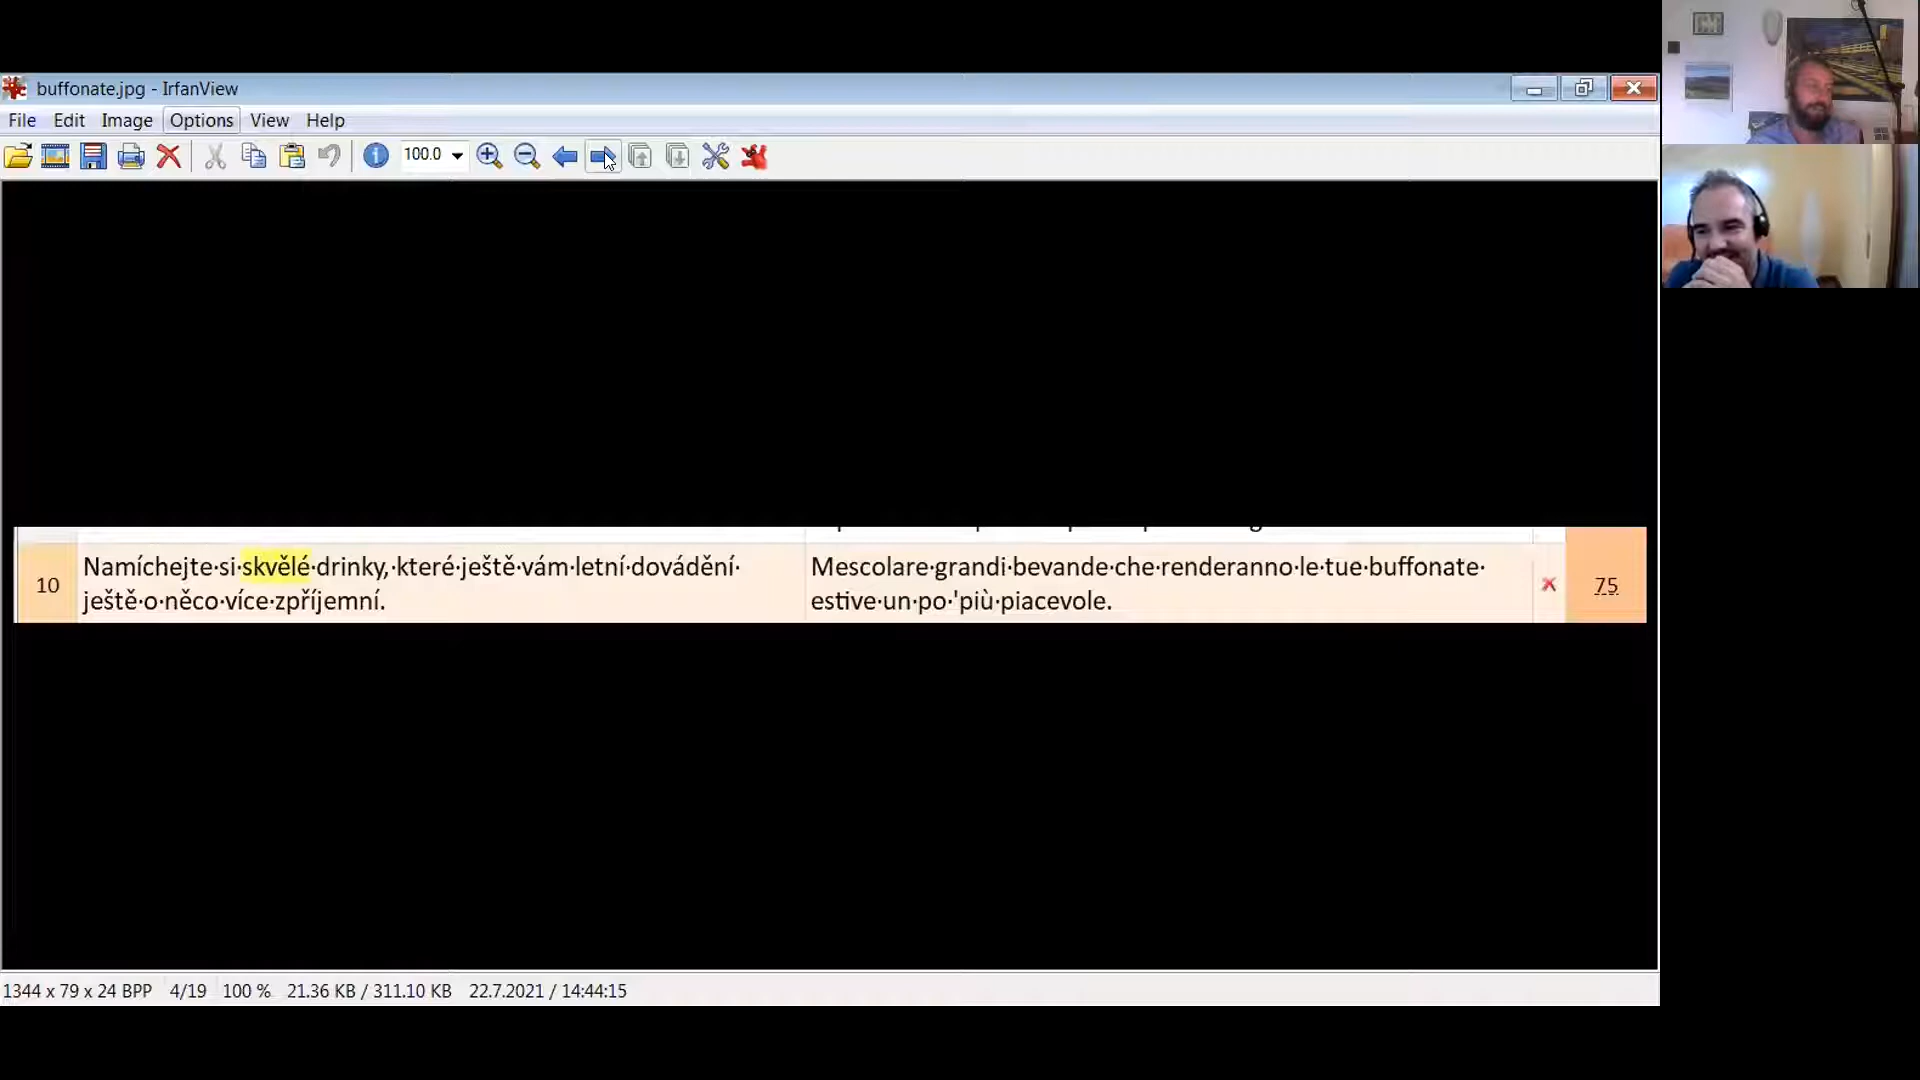 buffonate.jpg - IrfanView
File Edit Image Options View Help
100.0
10
Namíchejte·si·skvělé·drinky,·které·ještě·vám·letní·dovádění·
ještě·o·něco·více·zpříjemní.
Mescolare·grandi·bevande·che·renderanno·le·tue·buffonate·
estive·un·po·'più·piacevole.
75
1344 x 79 x 24 BPP 4/19 100 % 21.36 KB / 311.10 KB 22.7.2021 / 14:44:15